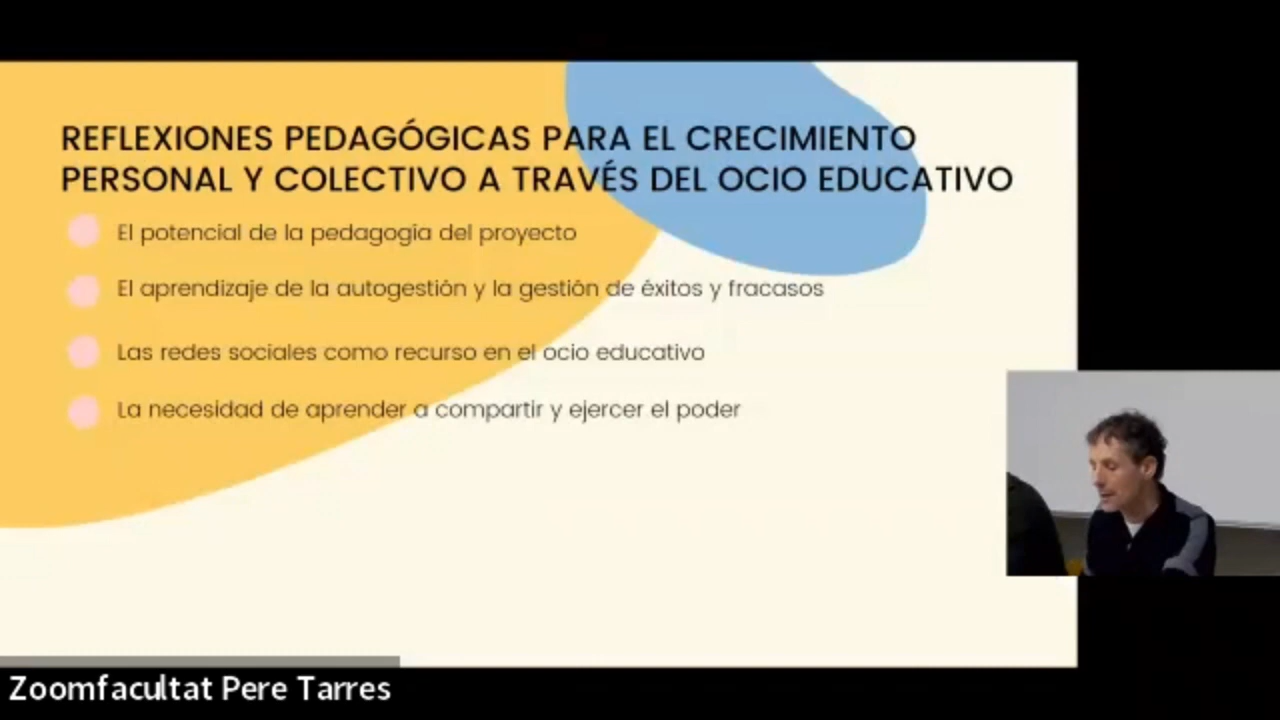 REFLEXIONES PEDAGÓGICAS PARA EL CRECIMIENTO
PERSONAL Y COLECTIVO A TRAVÉS DEL OCIO EDUCATIVO
El potencial de la pedagogía del proyecto
El aprendizaje de la autogestión y la gestión de éxitos y fracasos
Las redes sociales como recurso en el ocio educativo
La necesidad de aprender a compartir y ejercer el poder
Zoomfacultat Pere Tarres